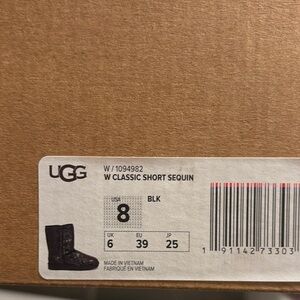 UGG
W / 1094982
W CLASSIC SHORT SEQUIN
USA
8
BLK
UK EU JP
6 39 25
MADE IN VIETNAM
FABRIQUÉ EN VIETNAM
1 91142 73303